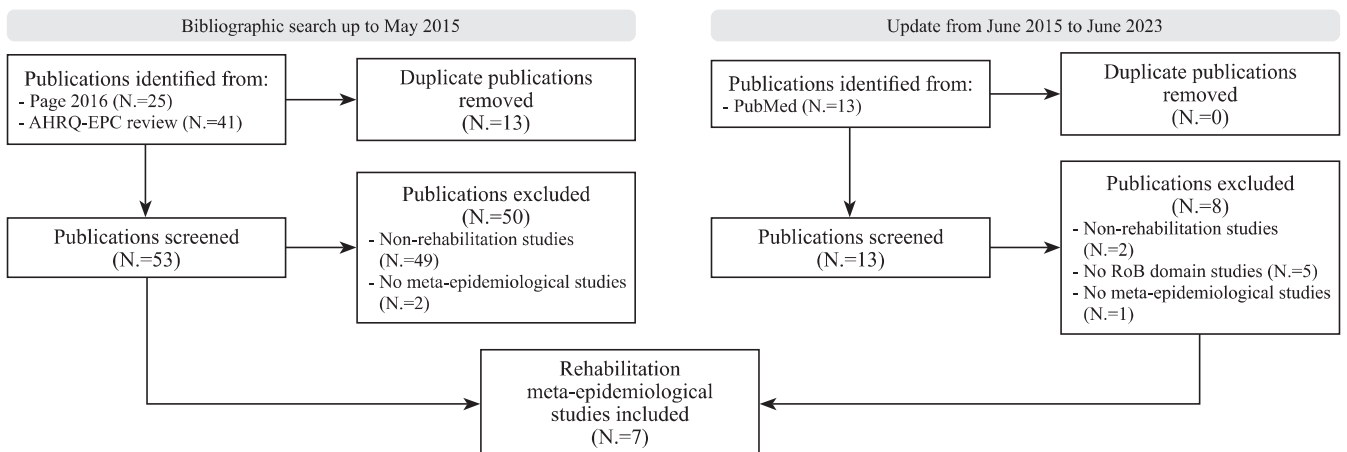 Bibliographic search up to May 2015
Publications identified from:
- Page 2016 (N.=25)
- AHRQ-EPC review (N.=41)
Duplicate publications
removed
(N.=13)
Publications screened
(N.=53)
Publications excluded
(N.=50)
- Non-rehabilitation studies
(N.=49)
- No meta-epidemiological studies
(N.=2)
Update from June 2015 to June 2023
Publications identified from:
- PubMed (N.=13)
Duplicate publications
removed
(N.=0)
Publications screened
(N.=13)
Publications excluded
(N.=8)
- Non-rehabilitation studies
(N.=2)
- No RoB domain studies (N.=5)
- No meta-epidemiological studies
(N.=1)
Rehabilitation
meta-epidemiological
studies included
(N.=7)